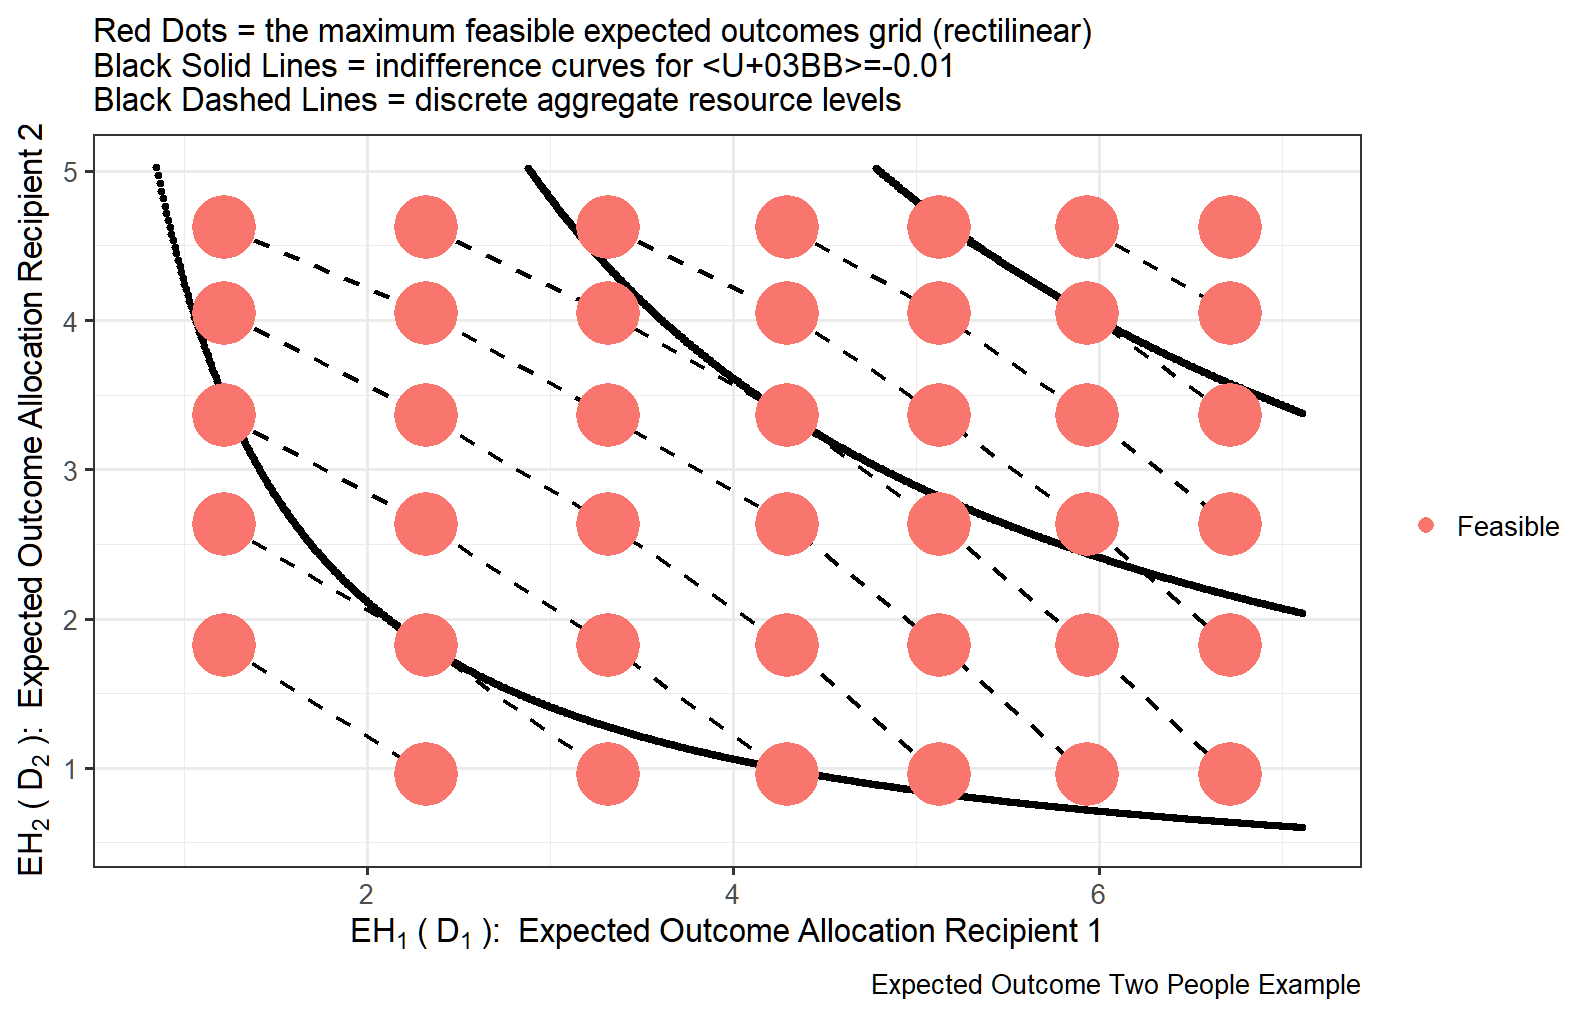 Red Dots = the maximum feasible expected outcomes grid (rectilinear)
Black Solid Lines = indifference curves for <U+03BB>=-0.01
Black Dashed Lines = discrete aggregate resource levels
EH₂ ( D₂ ):  Expected Outcome Allocation Recipient 2
5
4
3
2
1
2 4 6
EH₁ ( D₁ ):  Expected Outcome Allocation Recipient 1
Feasible
Expected Outcome Two People Example